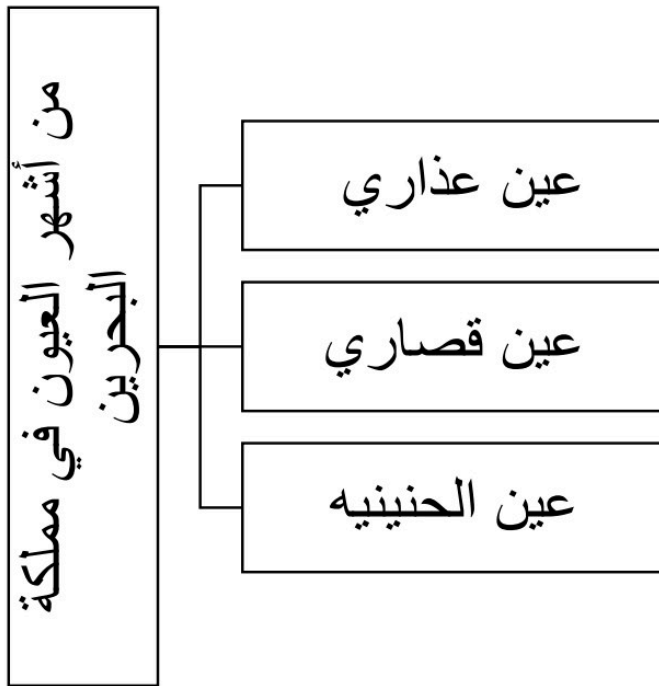 من أشهر العيون في مملكة
البحرين
عين عذاري
عين قصاري
عين الحنينيه